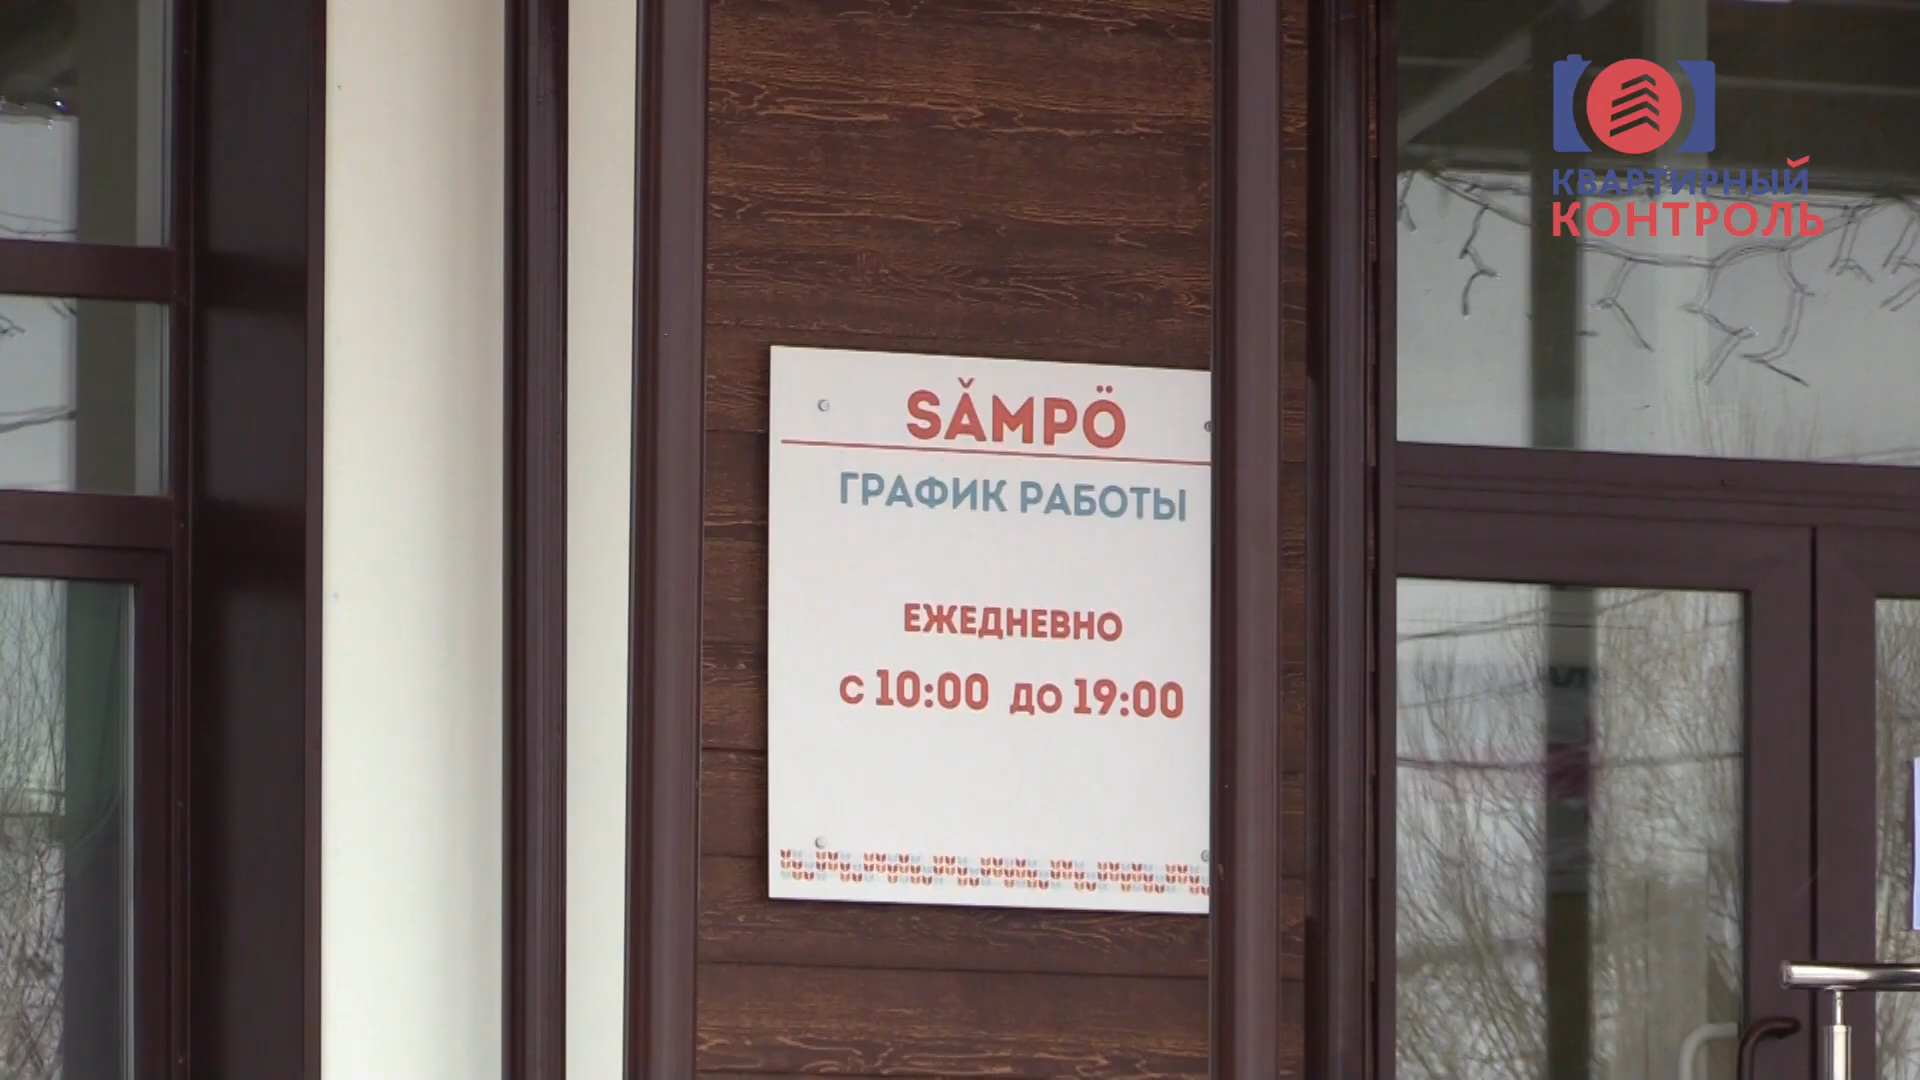 КВАРТИРНЫЙ
КОНТРОЛЬ
SǍMPÖ
ГРАФИК РАБОТЫ
ЕЖЕДНЕВНО
С 10:00 ДО 19:00